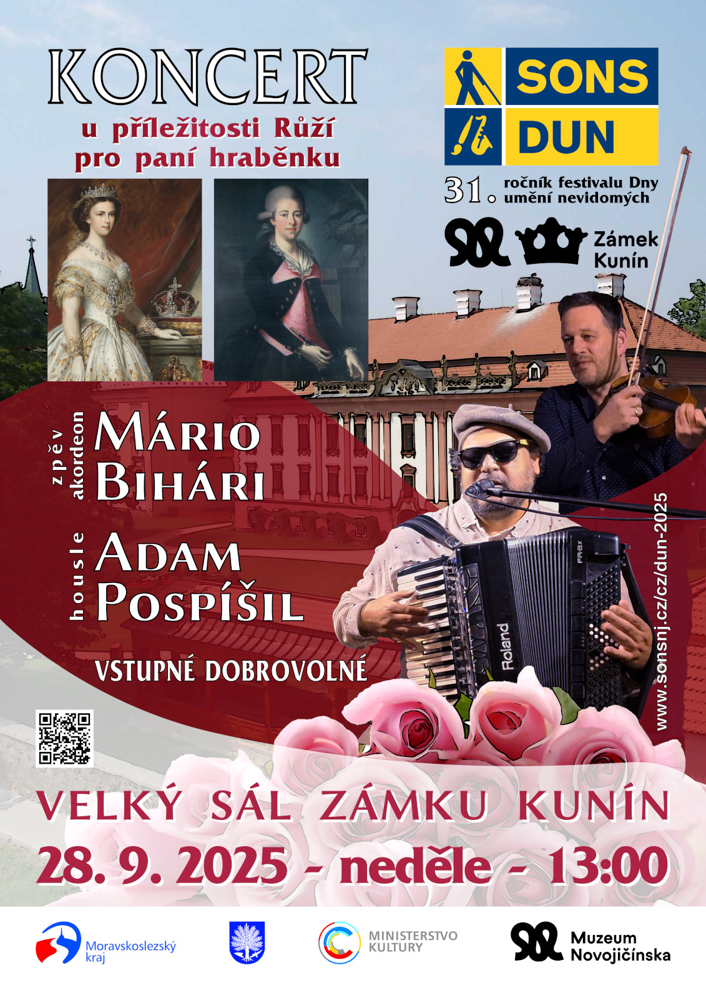 KONCERT
u příležitosti Růží
pro paní hraběnku
SONS
DUN
31. ročník festivalu Dny
umění nevidomých
Zámek
Kunín
zpěv
akordeon
MÁRIO
BIHÁRI
housle
ADAM
POSPÍŠIL
VSTUPNÉ DOBROVOLNÉ
FR-8x
Roland
www.sonsnj.cz/cz/dun-2025
VELKÝ SÁL ZÁMKU KUNÍN
28. 9. 2025 - neděle - 13:00
Moravskoslezský
kraj
MINISTERSTVO
KULTURY
Muzeum
Novojičínska